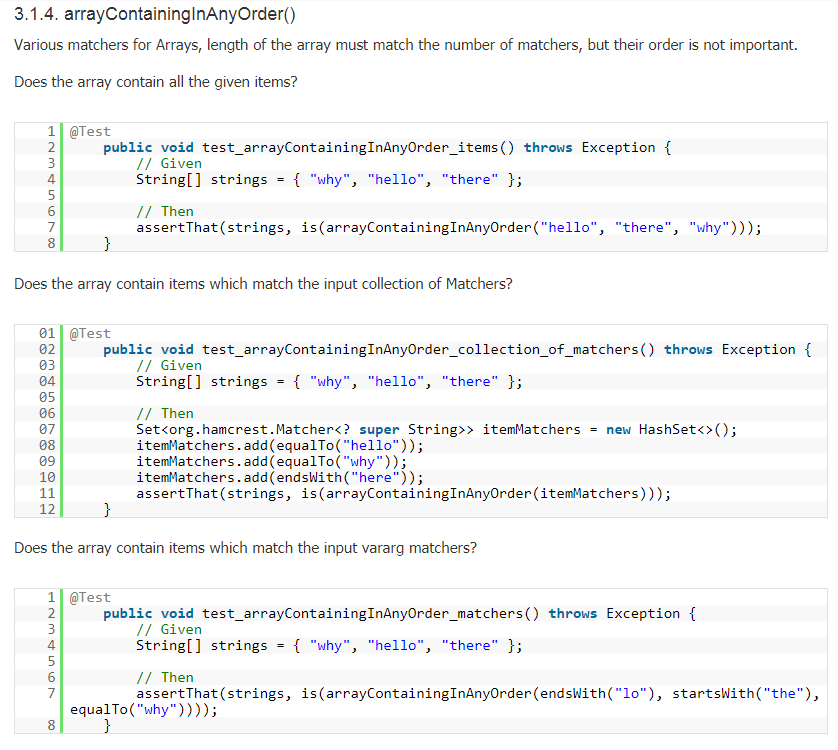 3.1.4. arrayContainingInAnyOrder()
Various matchers for Arrays, length of the array must match the number of matchers, but their order is not important.
Does the array contain all the given items?
1 @Test
2     public void test_arrayContainingInAnyOrder_items() throws Exception {
3         // Given
4         String[] strings = { "why", "hello", "there" };
5
6         // Then
7         assertThat(strings, is(arrayContainingInAnyOrder("hello", "there", "why")));
8     }
Does the array contain items which match the input collection of Matchers?
01 @Test
02     public void test_arrayContainingInAnyOrder_collection_of_matchers() throws Exception {
03         // Given
04         String[] strings = { "why", "hello", "there" };
05
06         // Then
07         Set<org.hamcrest.Matcher<? super String>> itemMatchers = new HashSet<>();
08         itemMatchers.add(equalTo("hello"));
09         itemMatchers.add(equalTo("why"));
10         itemMatchers.add(endsWith("here"));
11         assertThat(strings, is(arrayContainingInAnyOrder(itemMatchers)));
12     }
Does the array contain items which match the input vararg matchers?
1 @Test
2     public void test_arrayContainingInAnyOrder_matchers() throws Exception {
3         // Given
4         String[] strings = { "why", "hello", "there" };
5
6         // Then
7         assertThat(strings, is(arrayContainingInAnyOrder(endsWith("lo"), startsWith("the"),
equalTo("why"))));
8     }